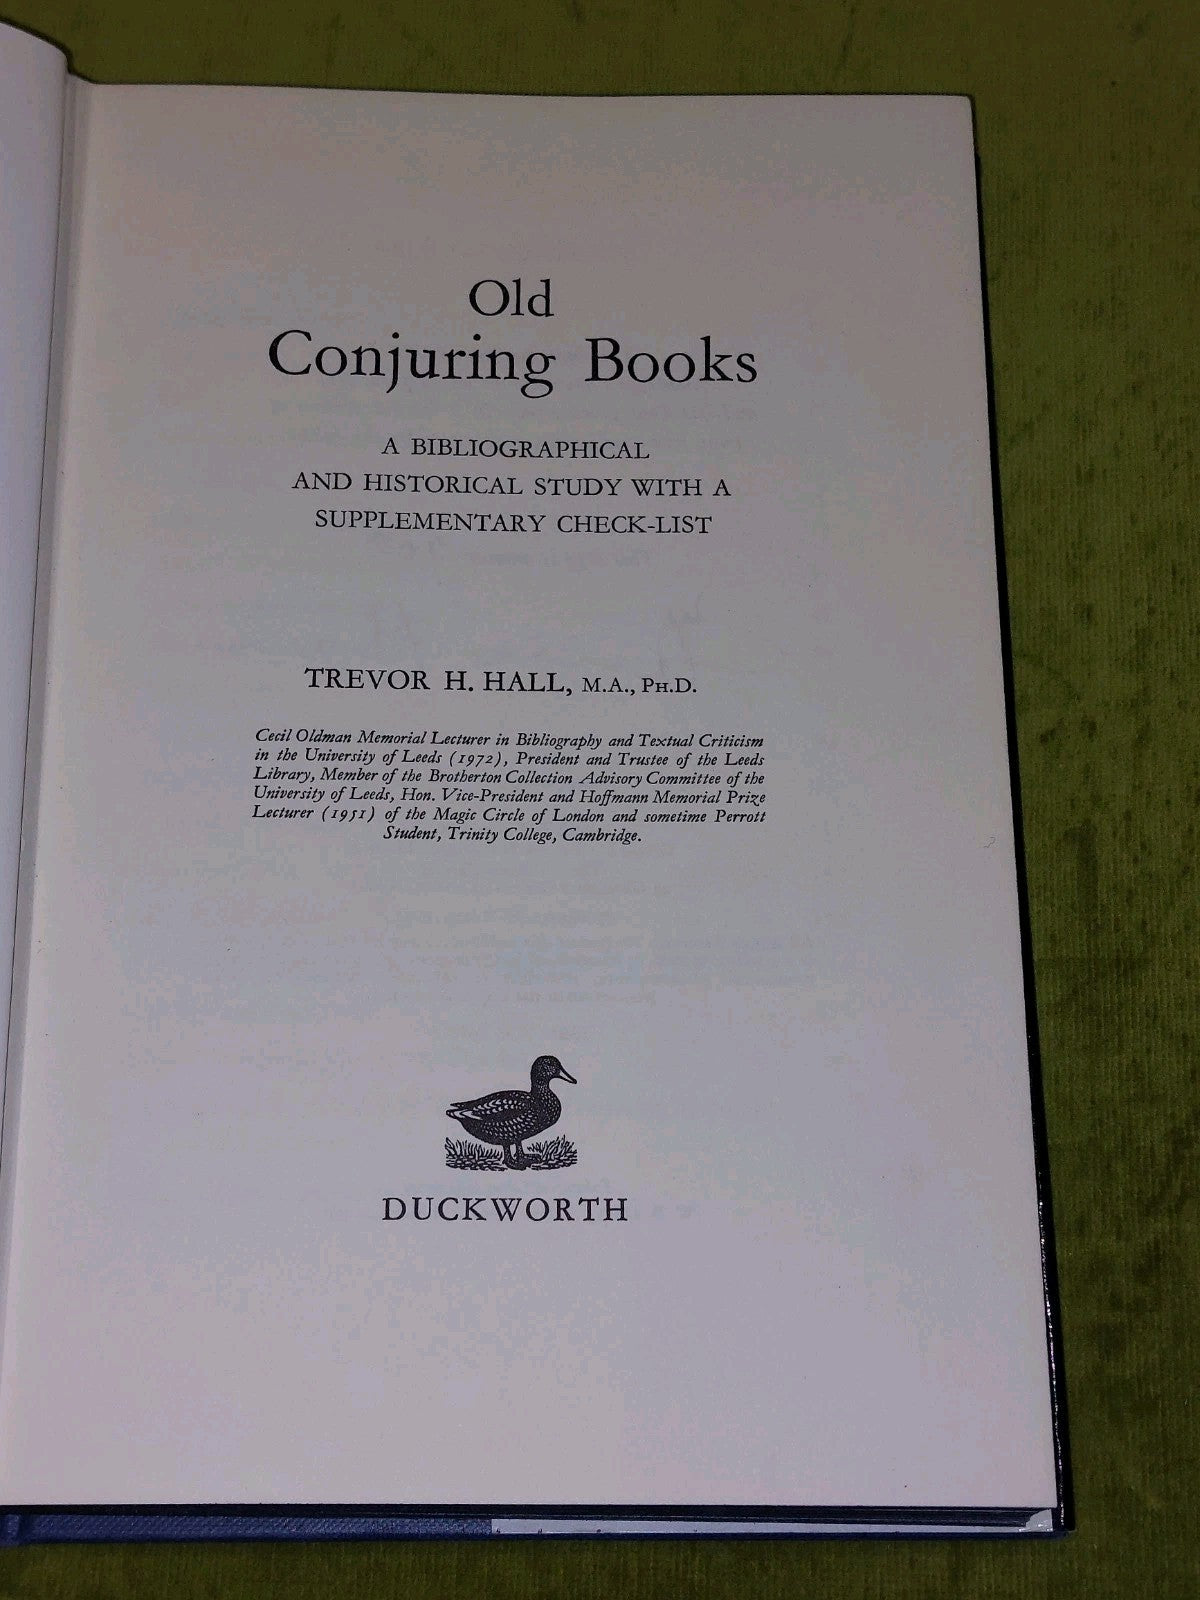 Old
Conjuring Books
A BIBLIOGRAPHICAL
AND HISTORICAL STUDY WITH A
SUPPLEMENTARY CHECK-LIST
TREVOR H. HALL, M.A., PH.D.
Cecil Oldman Memorial Lecturer in Bibliography and Textual Criticism
in the University of Leeds (1972), President and Trustee of the Leeds
Library, Member of the Brotherton Collection Advisory Committee of the
University of Leeds, Hon. Vice-President and Hoffmann Memorial Prize
Lecturer (1951) of the Magic Circle of London and sometime Perrott
Student, Trinity College, Cambridge.
DUCKWORTH